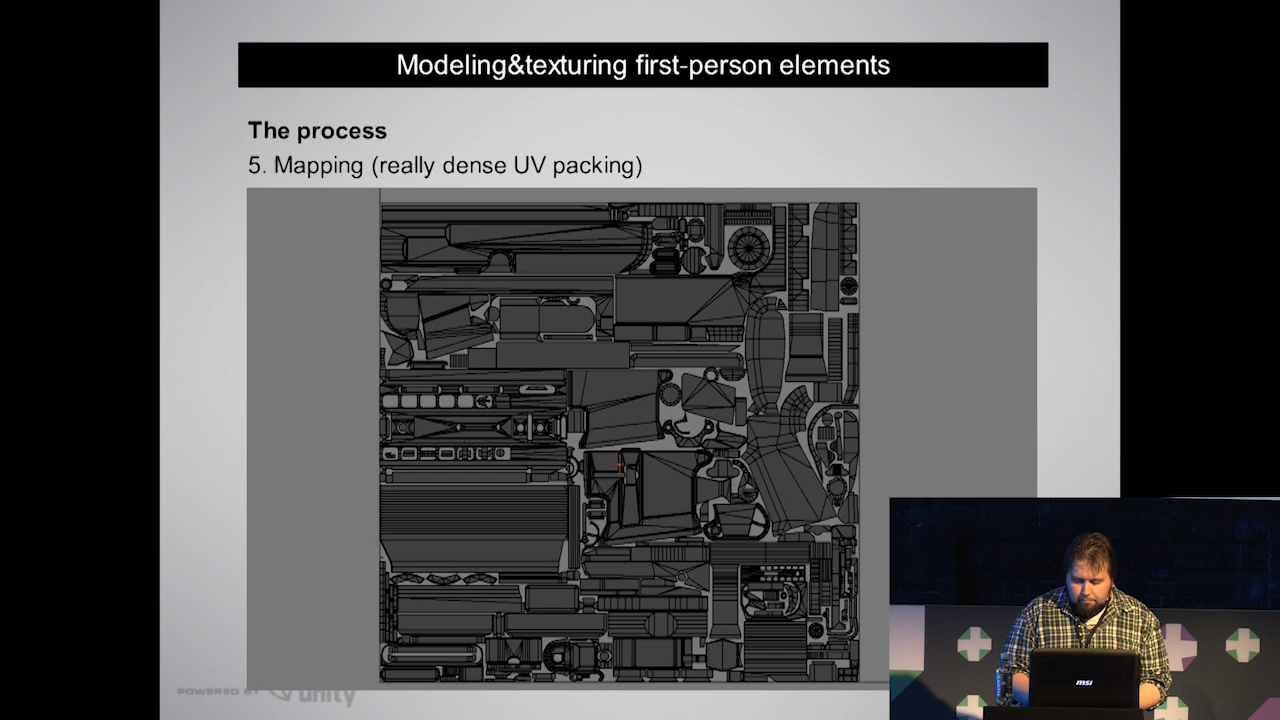 Modeling&texturing first-person elements
The process
5. Mapping (really dense UV packing)
POWERED BY unity
msi